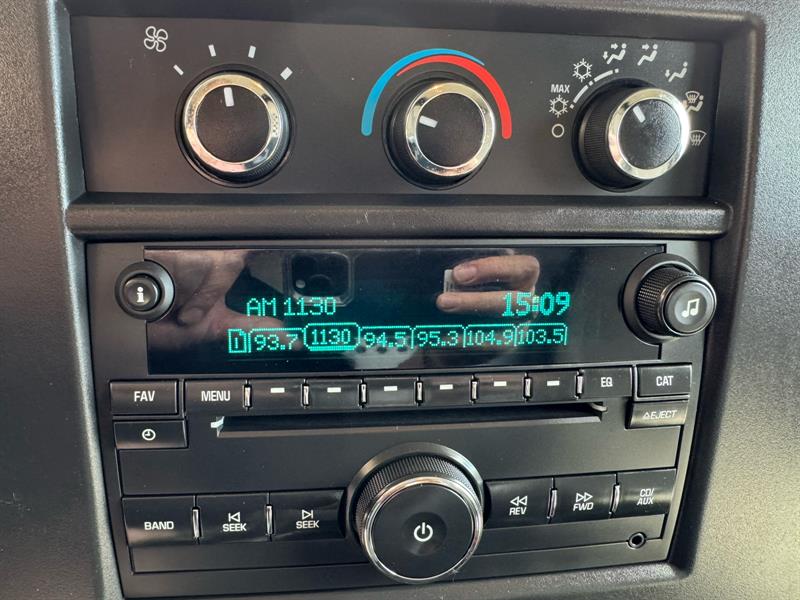 MAX
i
AM 1130 15:09
1 93.7 1130 94.5 95.3 104.9 103.5
FAV MENU EQ CAT
EJECT
BAND SEEK SEEK REV FWD CD/
AUX